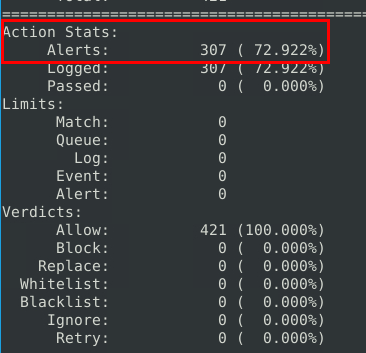 Total: 421
===============================================
Action Stats:
Alerts: 307 ( 72.922%)
Logged: 307 ( 72.922%)
Passed: 0 ( 0.000%)
Limits:
Match: 0
Queue: 0
Log: 0
Event: 0
Alert: 0
Verdicts:
Allow: 421 (100.000%)
Block: 0 ( 0.000%)
Replace: 0 ( 0.000%)
Whitelist: 0 ( 0.000%)
Blacklist: 0 ( 0.000%)
Ignore: 0 ( 0.000%)
Retry: 0 ( 0.000%)